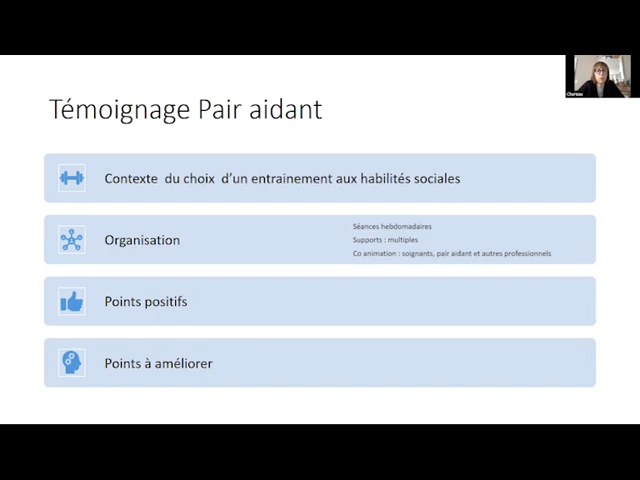 Témoignage Pair aidant
Contexte du choix d'un entrainement aux habilités sociales
Organisation
Séances hebdomadaires
Supports : multiples
Co animation : soignants, pair aidant et autres professionnels
Points positifs
Points à améliorer